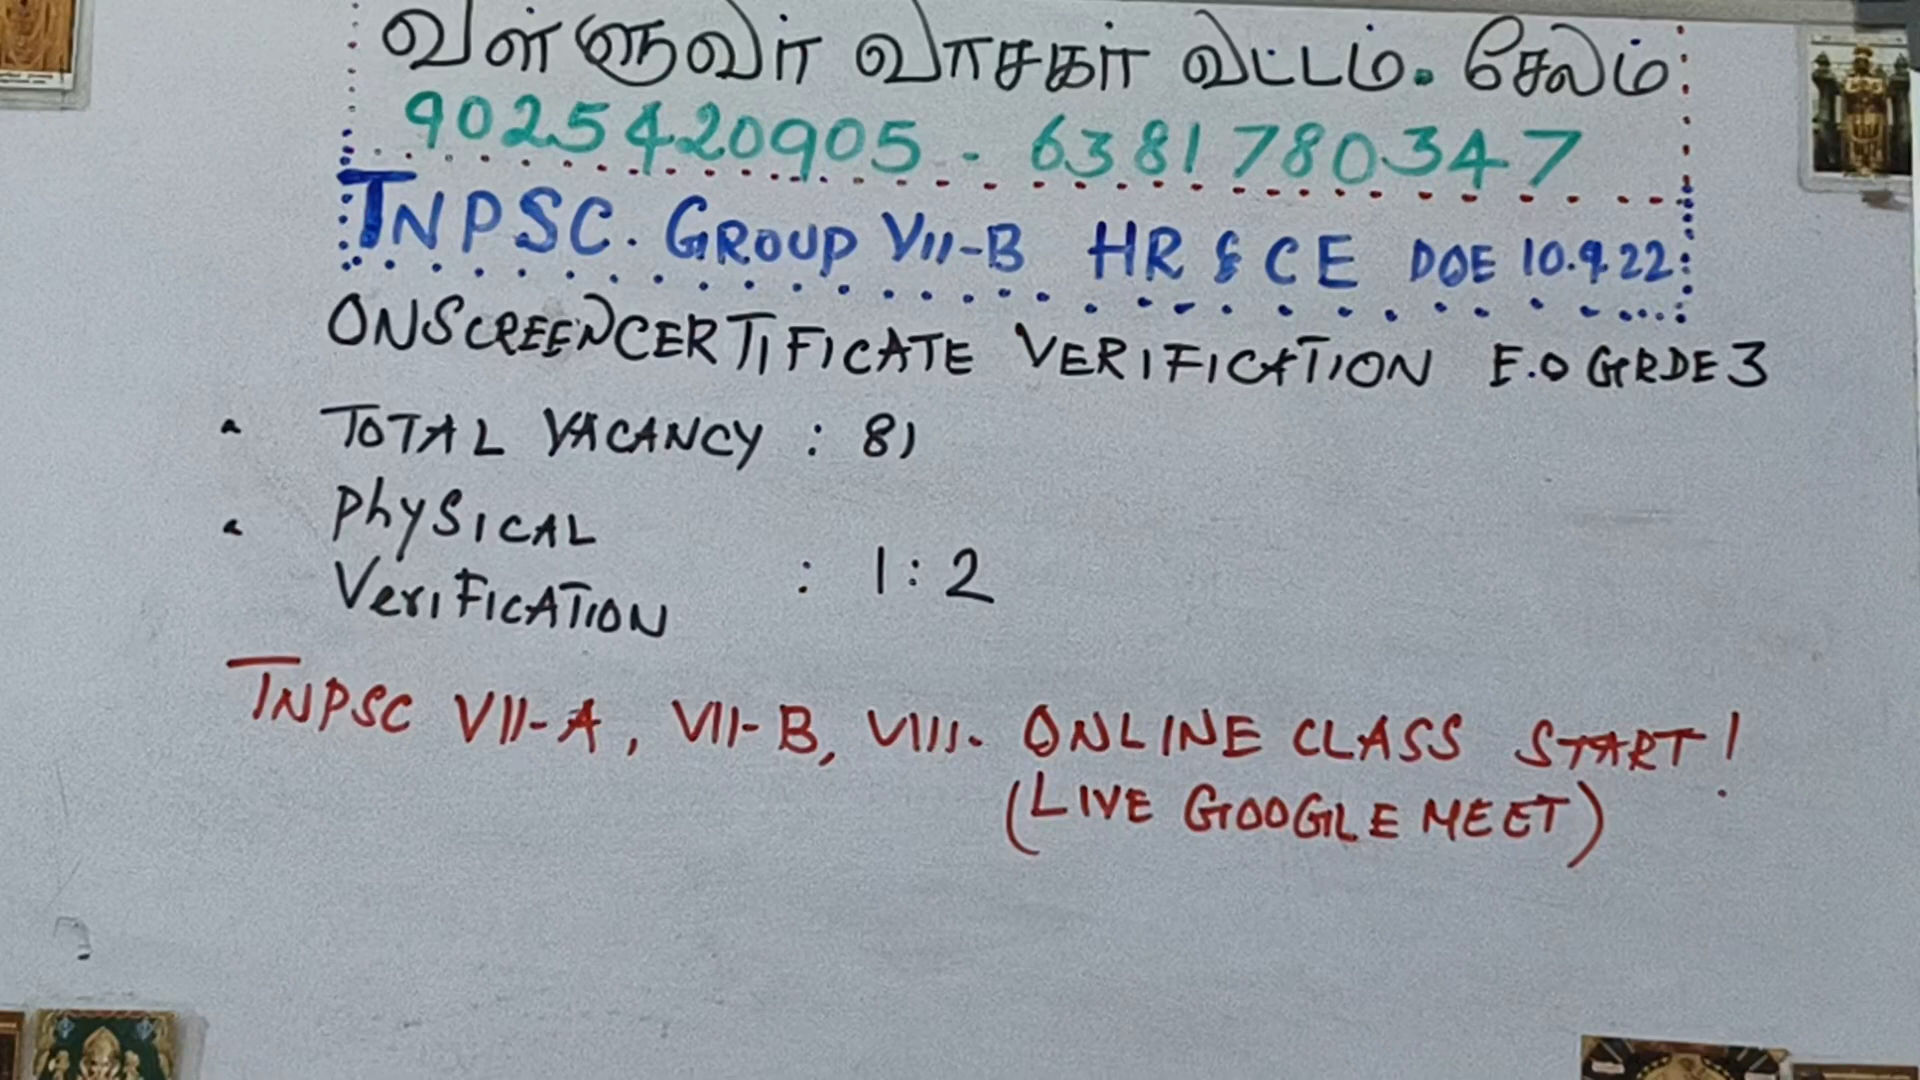 வள்ளுவர் வாசகர் வட்டம். சேலம்
9025420905 - 6381780347
TNPSC. GROUP VII-B HR & CE DOE 10.9.22
ONSCREENCERTIFICATE VERIFICATION E.O GRDE 3
TOTAL VACANCY : 81
PHYSICAL
VERIFICATION : 1:2
TNPSC VII-A, VII-B, VIII. ONLINE CLASS START!
(LIVE GOOGLE MEET)